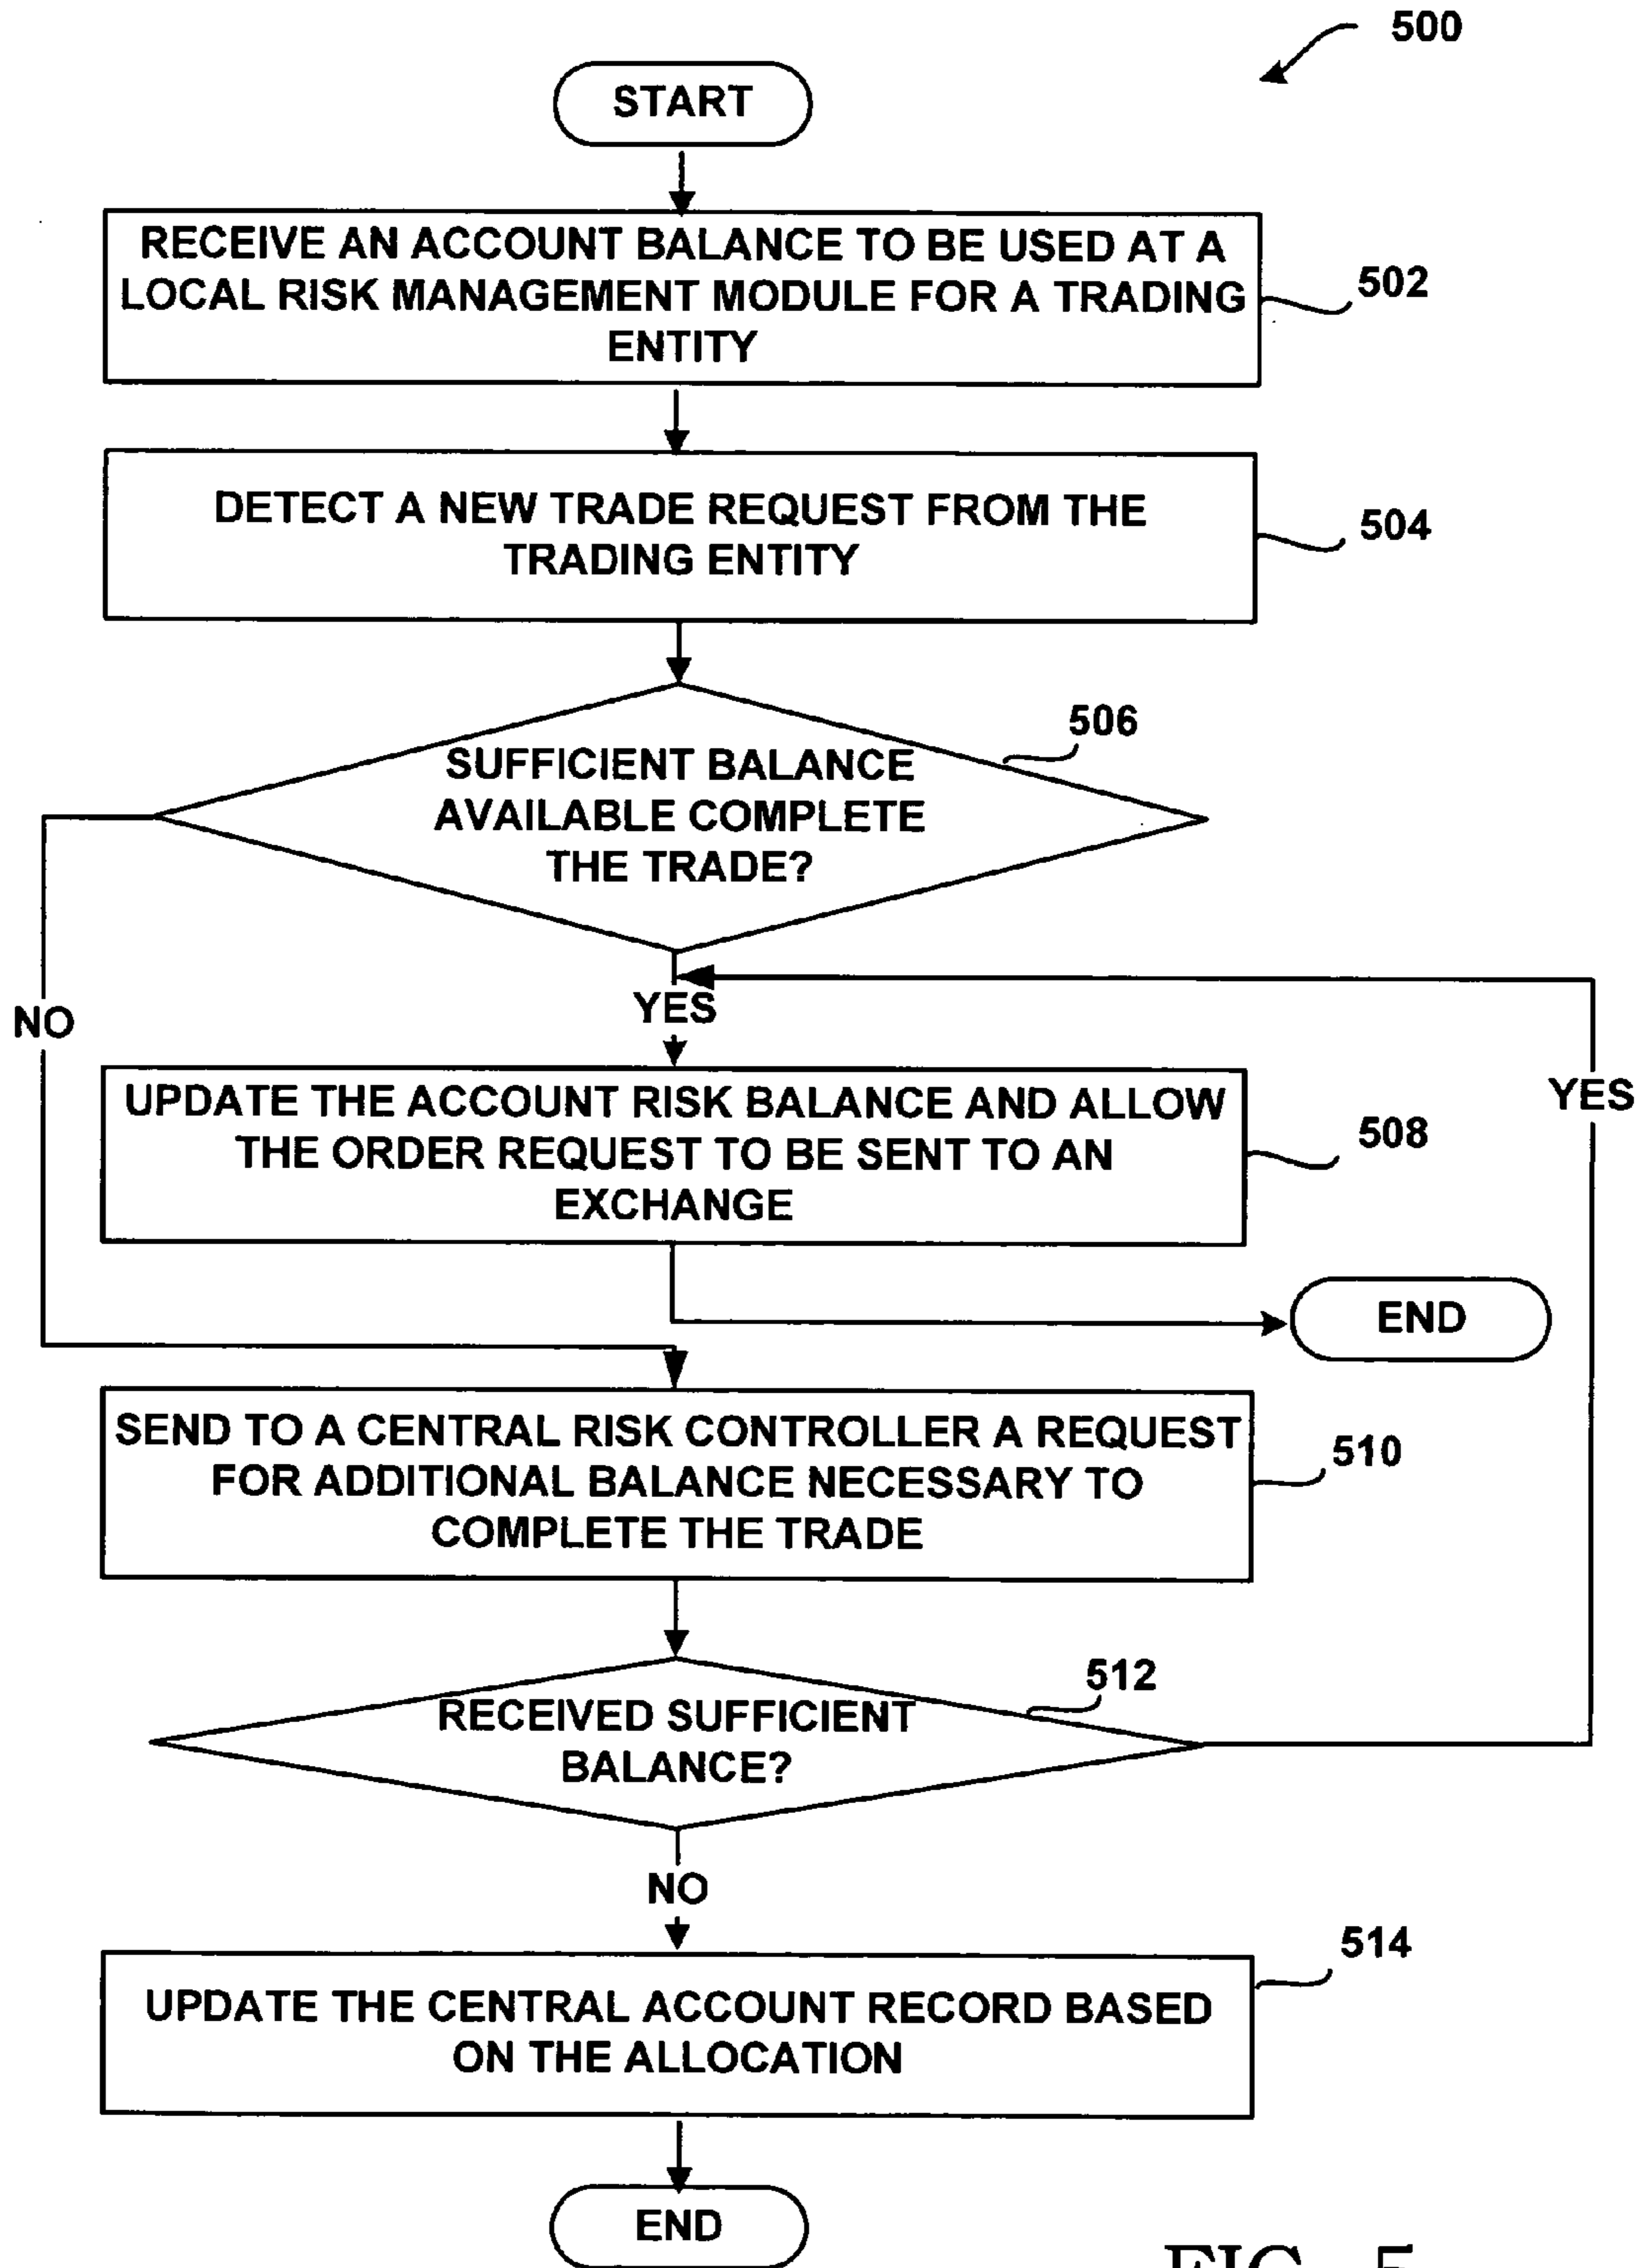 500
START
RECEIVE AN ACCOUNT BALANCE TO BE USED AT A
LOCAL RISK MANAGEMENT MODULE FOR A TRADING
ENTITY
502
DETECT A NEW TRADE REQUEST FROM THE
TRADING ENTITY
504
506
SUFFICIENT BALANCE
AVAILABLE COMPLETE
THE TRADE?
NO
YES
YES
UPDATE THE ACCOUNT RISK BALANCE AND ALLOW
THE ORDER REQUEST TO BE SENT TO AN
EXCHANGE
508
END
SEND TO A CENTRAL RISK CONTROLLER A REQUEST
FOR ADDITIONAL BALANCE NECESSARY TO
COMPLETE THE TRADE
510
512
RECEIVED SUFFICIENT
BALANCE?
NO
514
UPDATE THE CENTRAL ACCOUNT RECORD BASED
ON THE ALLOCATION
END
FIG. 5